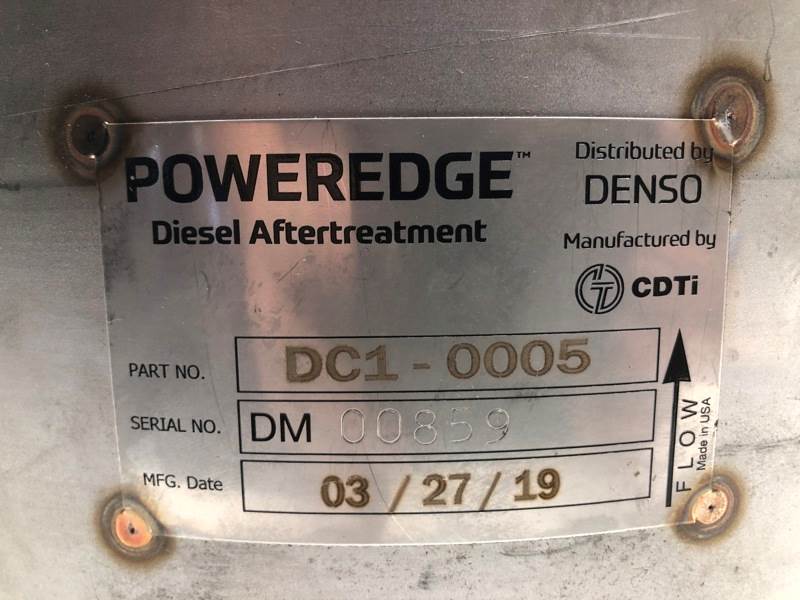 POWEREDGE™
Diesel Aftertreatment
Distributed by
DENSO
Manufactured by
CDTi
PART NO. DC1-0005
SERIAL NO. DM 00859
MFG. Date 03 / 27 / 19
FLOW
Made in USA